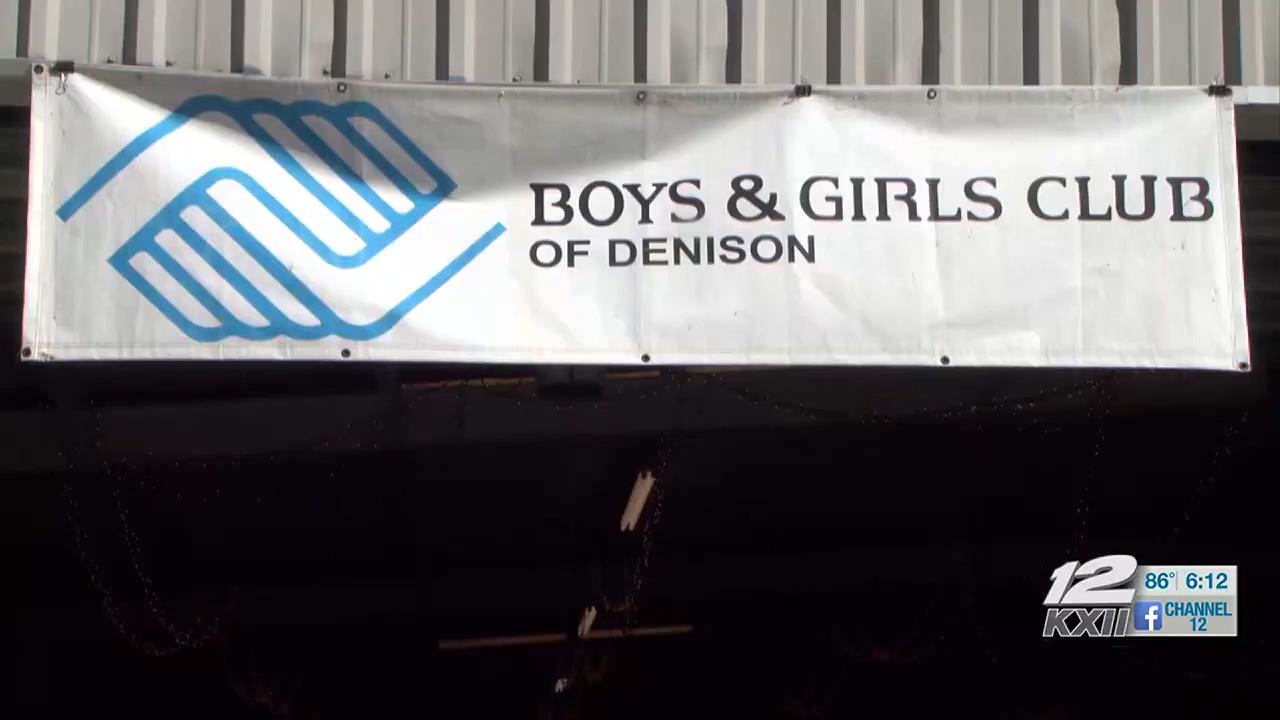 BOYS & GIRLS CLUB
OF DENISON
12 86° 6:12
KXII f CHANNEL
12